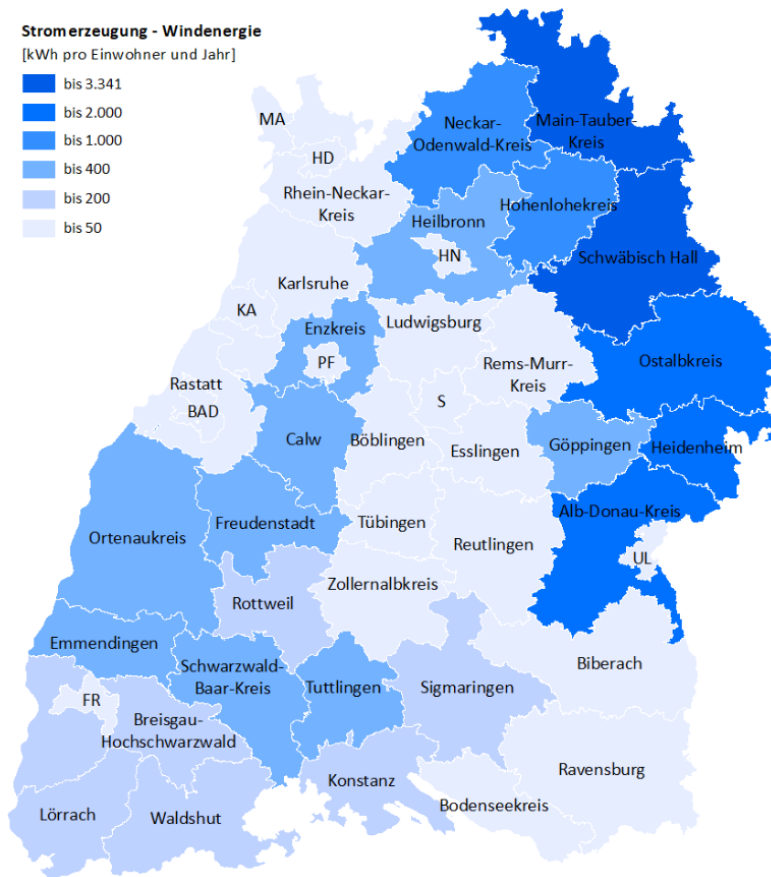 Stromerzeugung - Windenergie
[kWh pro Einwohner und Jahr]
bis 3.341
bis 2.000
bis 1.000
bis 400
bis 200
bis 50
MA
HD
Rhein-Neckar-
Kreis
Neckar-
Odenwald-Kreis
Main-Tauber-
Kreis
Heilbronn
HN
Hohenlohekreis
Schwäbisch Hall
Karlsruhe
KA
Enzkreis
PF
Ludwigsburg
Rems-Murr-
Kreis
Ostalbkreis
Rastatt
BAD
Calw
Böblingen
S
Esslingen
Göppingen
Heidenheim
Ortenaukreis
Freudenstadt
Tübingen
Reutlingen
Alb-Donau-Kreis
UL
Rottweil
Zollernalbkreis
Emmendingen
Schwarzwald-
Baar-Kreis
Tuttlingen
Sigmaringen
Biberach
FR
Breisgau-
Hochschwarzwald
Lörrach
Waldshut
Konstanz
Bodenseekreis
Ravensburg